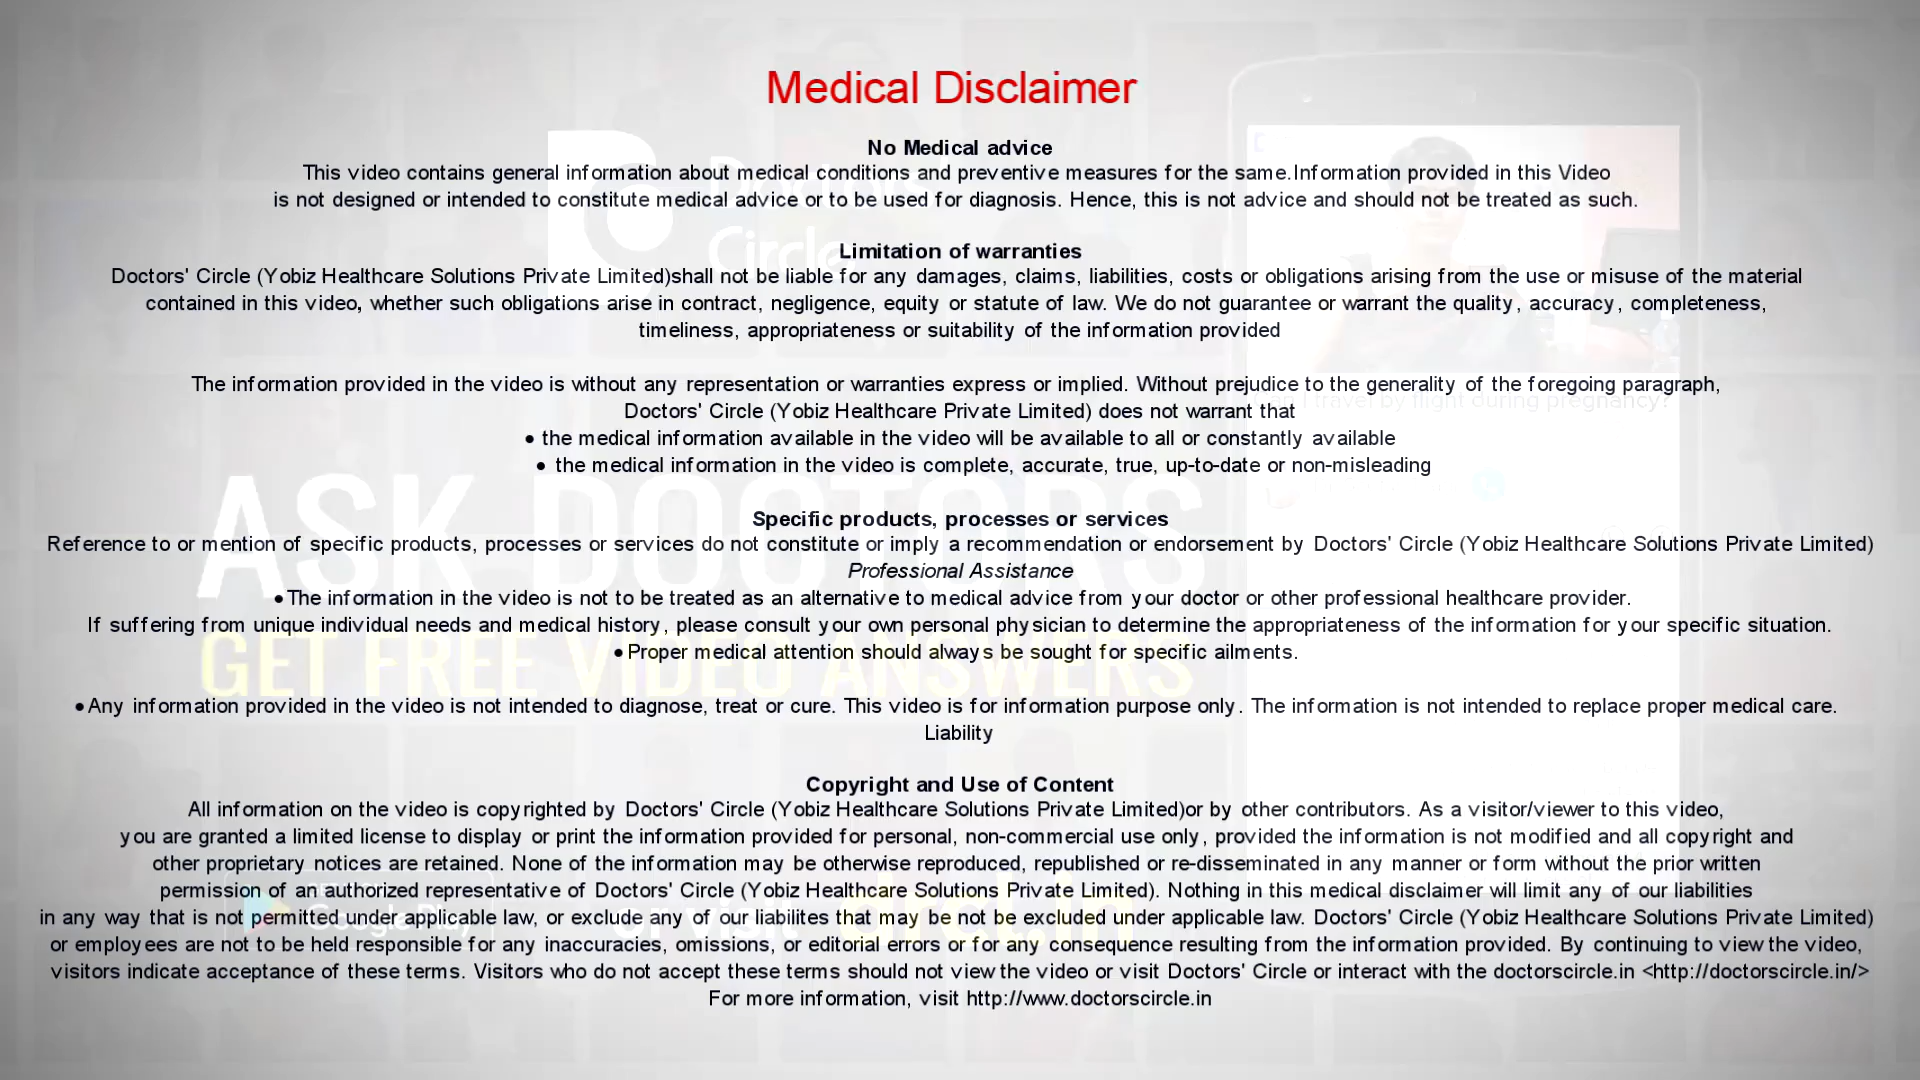 Medical Disclaimer
No Medical advice
This video contains general information about medical conditions and preventive measures for the same.Information provided in this Video
is not designed or intended to constitute medical advice or to be used for diagnosis. Hence, this is not advice and should not be treated as such.
Doctors'
Circle
Limitation of warranties
Doctors' Circle (Yobiz Healthcare Solutions Private Limited)shall not be liable for any damages, claims, liabilities, costs or obligations arising from the use or misuse of the material
contained in this video, whether such obligations arise in contract, negligence, equity or statute of law. We do not guarantee or warrant the quality, accuracy, completeness,
timeliness, appropriateness or suitability of the information provided
The information provided in the video is without any representation or warranties express or implied. Without prejudice to the generality of the foregoing paragraph,
Can I travel by flight during pregnancy?
Doctors' Circle (Yobiz Healthcare Private Limited) does not warrant that
• the medical information available in the video will be available to all or constantly available
• the medical information in the video is complete, accurate, true, up-to-date or non-misleading
ASK DOCTORS
Specific products, processes or services
Reference to or mention of specific products, processes or services do not constitute or imply a recommendation or endorsement by Doctors' Circle (Yobiz Healthcare Solutions Private Limited)
Professional Assistance
•The information in the video is not to be treated as an alternative to medical advice from your doctor or other professional healthcare provider.
If suffering from unique individual needs and medical history, please consult your own personal physician to determine the appropriateness of the information for your specific situation.
•Proper medical attention should always be sought for specific ailments.
GET FREE VIDEO ANSWERS
•Any information provided in the video is not intended to diagnose, treat or cure. This video is for information purpose only. The information is not intended to replace proper medical care.
Liability
Copyright and Use of Content
All information on the video is copyrighted by Doctors' Circle (Yobiz Healthcare Solutions Private Limited)or by other contributors. As a visitor/viewer to this video,
you are granted a limited license to display or print the information provided for personal, non-commercial use only, provided the information is not modified and all copyright and
other proprietary notices are retained. None of the information may be otherwise reproduced, republished or re-disseminated in any manner or form without the prior written
permission of an authorized representative of Doctors' Circle (Yobiz Healthcare Solutions Private Limited). Nothing in this medical disclaimer will limit any of our liabilities
in any way that is not permitted under applicable law, or exclude any of our liabilites that may be not be excluded under applicable law. Doctors' Circle (Yobiz Healthcare Solutions Private Limited)
Google Play
or visit drcl.in
or employees are not to be held responsible for any inaccuracies, omissions, or editorial errors or for any consequence resulting from the information provided. By continuing to view the video,
visitors indicate acceptance of these terms. Visitors who do not accept these terms should not view the video or visit Doctors' Circle or interact with the doctorscircle.in <http://doctorscircle.in/>
For more information, visit http://www.doctorscircle.in